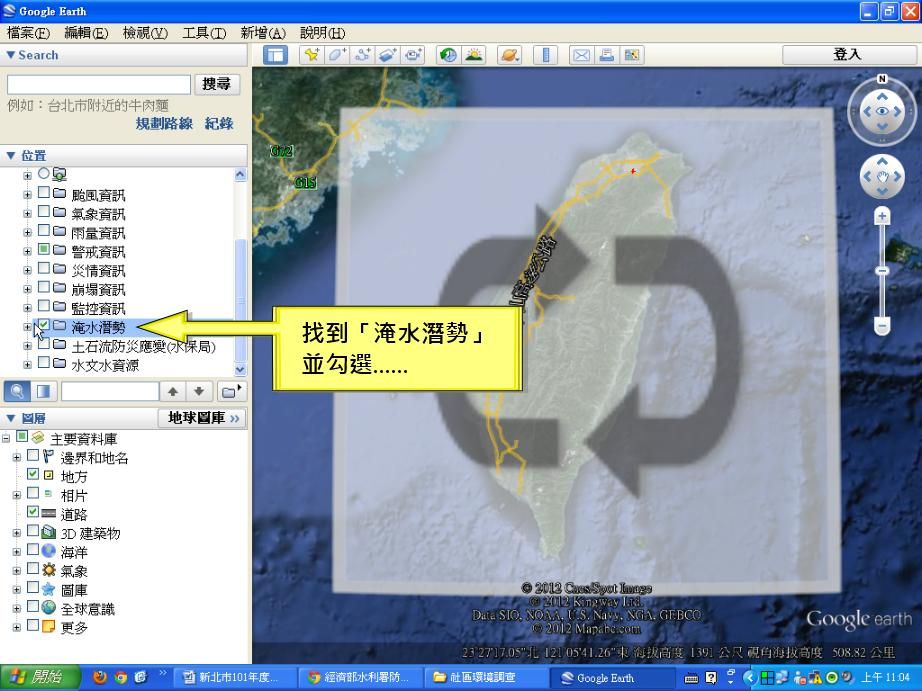 Google Earth
檔案(F) 編輯(E) 檢視(V) 工具(T) 新增(A) 說明(H)
Search
登入
搜尋
例如：台北市附近的牛肉麵
規劃路線 紀錄
位置
颱風資訊
氣象資訊
雨量資訊
警戒資訊
災情資訊
崩塌資訊
監控資訊
淹水潛勢
土石流防災應變(水保局)
水文水資源
找到「淹水潛勢」
並勾選......
圖層
地球圖庫 >>
主要資料庫
邊界和地名
地方
相片
道路
3D 建築物
海洋
氣象
圖庫
全球意識
更多
G72
G15
山高速公路
N
© 2012 Cnes/Spot Image
© 2012 Kingway Ltd.
Data SIO, NOAA, U.S. Navy, NGA, GEBCO
© 2012 Mapabc.com
Google earth
23°27'17.05"北 121°05'41.26"東 海拔高度 1391 公尺 視角海拔高度 508.82 公里
開始
新北市101年度...
經濟部水利署防...
社區環境調查
Google Earth
上午 11:04